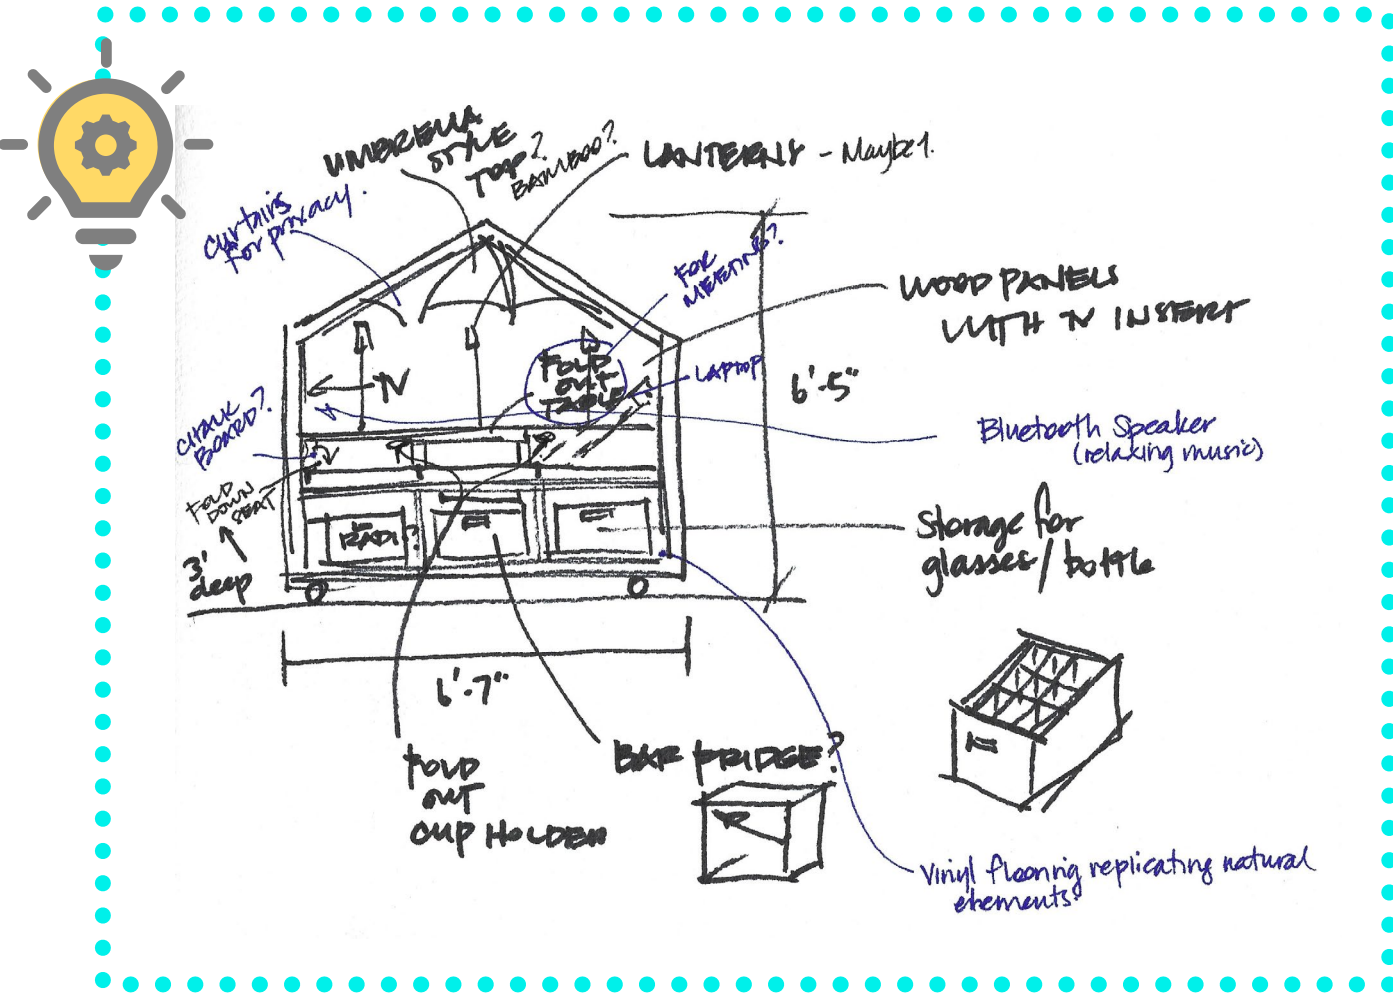 UMBRELLA
STYLE
TOP?
BAMBOO?
LANTERNS - Maybe 1.
curtains
for privacy.
FOR
MEETING?
WOOD PANELS
WITH TV INSERT
6'-5"
FOLD
OUT
TABLE
LAPTOP
TV
CHALK
BOARD?
Bluetooth Speaker
(relaxing music)
FOLD
DOWN
SEAT
3'
deep
Storage for
glasses/bottle
6'-7"
FOLD
OUT
CUP HOLDER
BAR FRIDGE?
Vinyl flooring replicating natural
elements.